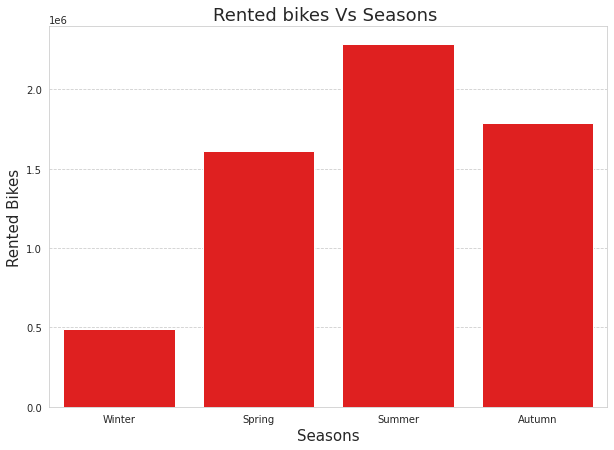 Rented bikes Vs Seasons
1e6
2.0
1.5
1.0
0.5
0.0
Rented Bikes
Winter Spring Summer Autumn
Seasons